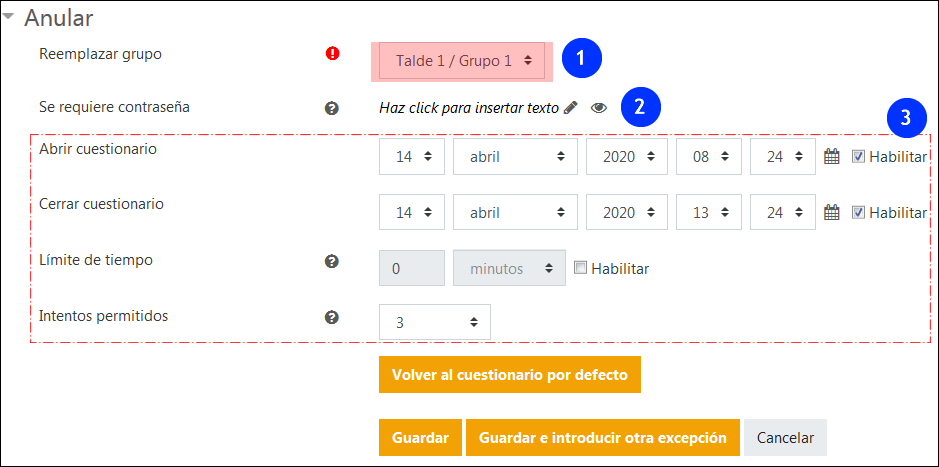 Anular
Reemplazar grupo Talde 1 / Grupo 1 1
Se requiere contraseña Haz click para insertar texto 2
3
Abrir cuestionario 14 abril 2020 08 24 Habilitar
Cerrar cuestionario 14 abril 2020 13 24 Habilitar
Límite de tiempo 0 minutos Habilitar
Intentos permitidos 3
Volver al cuestionario por defecto
Guardar Guardar e introducir otra excepción Cancelar